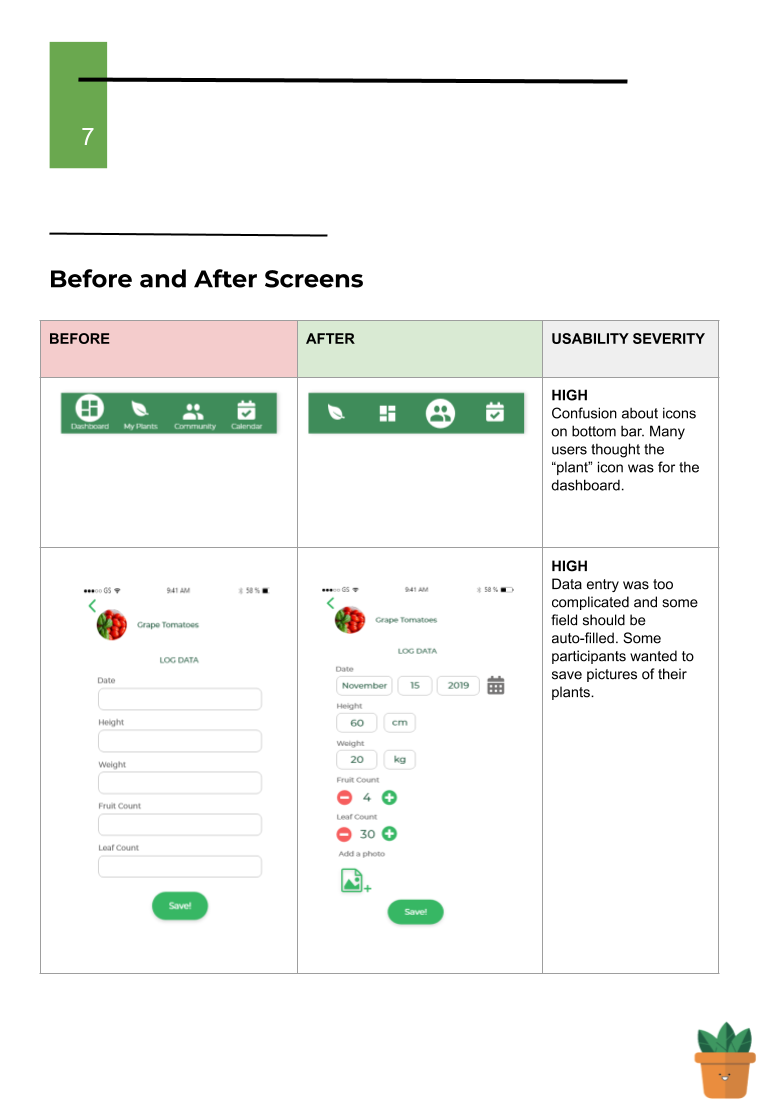 7
Before and After Screens
BEFORE
AFTER
USABILITY SEVERITY
Dashboard
My Plants
Community
Calendar
HIGH
Confusion about icons
on bottom bar. Many
users thought the
“plant” icon was for the
dashboard.
GS
9:41 AM
58 %
Grape Tomatoes
LOG DATA
Date
Height
Weight
Fruit Count
Leaf Count
Save!
GS
9:41 AM
58 %
Grape Tomatoes
LOG DATA
Date
November 15 2019
Height
60 cm
Weight
20 kg
Fruit Count
4
Leaf Count
30
Add a photo
Save!
HIGH
Data entry was too
complicated and some
field should be
auto-filled. Some
participants wanted to
save pictures of their
plants.